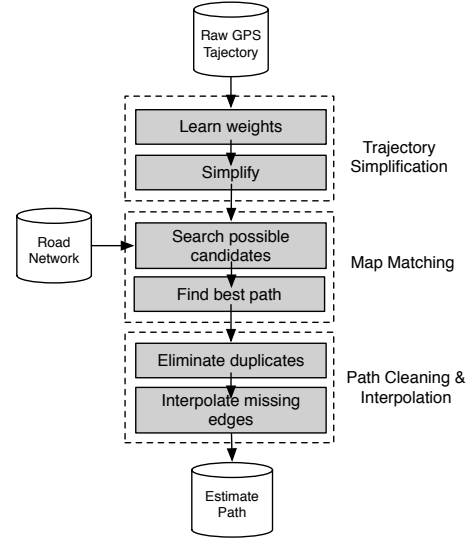 Raw GPS
Tajectory
Learn weights
Trajectory
Simplification
Simplify
Road
Network
Search possible
candidates
Map Matching
Find best path
Eliminate duplicates
Path Cleaning &
Interpolation
Interpolate missing
edges
Estimate
Path